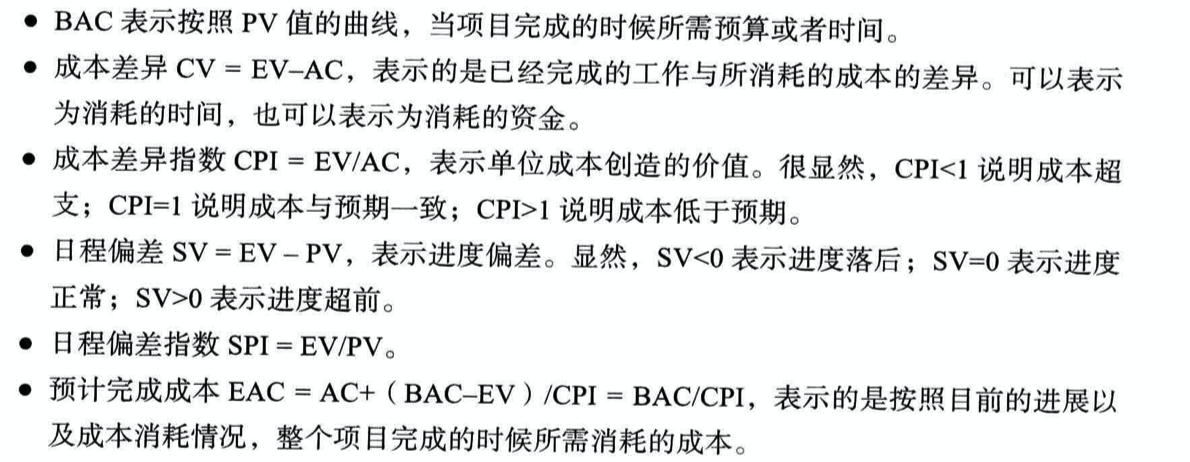 ● BAC 表示按照 PV 值的曲线，当项目完成的时候所需预算或者时间。
● 成本差异 CV = EV–AC，表示的是已经完成的工作与所消耗的成本的差异。可以表示
为消耗的时间，也可以表示为消耗的资金。
● 成本差异指数 CPI = EV/AC，表示单位成本创造的价值。很显然，CPI<1 说明成本超
支；CPI=1 说明成本与预期一致；CPI>1 说明成本低于预期。
● 日程偏差 SV = EV – PV，表示进度偏差。显然，SV<0 表示进度落后；SV=0 表示进度
正常；SV>0 表示进度超前。
● 日程偏差指数 SPI = EV/PV。
● 预计完成成本 EAC = AC+（BAC–EV）/CPI = BAC/CPI，表示的是按照目前的进展以
及成本消耗情况，整个项目完成的时候所需消耗的成本。